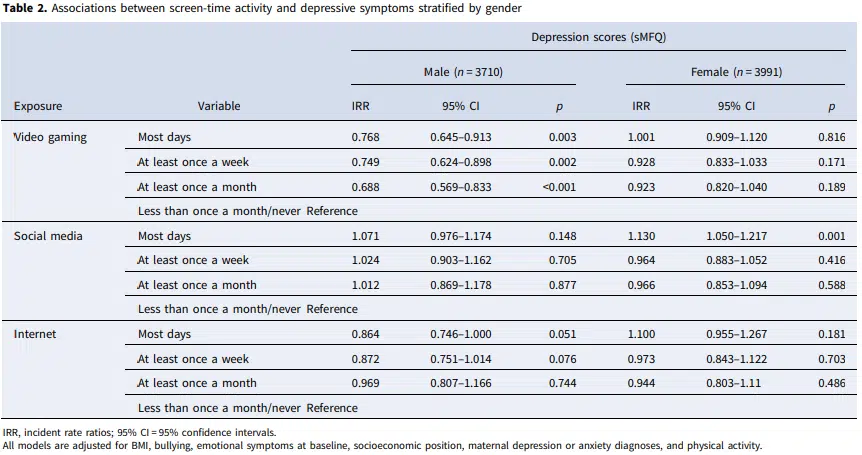 Table 2. Associations between screen-time activity and depressive symptoms stratified by gender
Depression scores (sMFQ)
Male (n = 3710) Female (n = 3991)
Exposure Variable IRR 95% CI p IRR 95% CI p
Video gaming Most days 0.768 0.645–0.913 0.003 1.001 0.909–1.120 0.816
At least once a week 0.749 0.624–0.898 0.002 0.928 0.833–1.033 0.171
At least once a month 0.688 0.569–0.833 <0.001 0.923 0.820–1.040 0.189
Less than once a month/never Reference
Social media Most days 1.071 0.976–1.174 0.148 1.130 1.050–1.217 0.001
At least once a week 1.024 0.903–1.162 0.705 0.964 0.883–1.052 0.416
At least once a month 1.012 0.869–1.178 0.877 0.966 0.853–1.094 0.588
Less than once a month/never Reference
Internet Most days 0.864 0.746–1.000 0.051 1.100 0.955–1.267 0.181
At least once a week 0.872 0.751–1.014 0.076 0.973 0.843–1.122 0.703
At least once a month 0.969 0.807–1.166 0.744 0.944 0.803–1.11 0.486
Less than once a month/never Reference
IRR, incident rate ratios; 95% CI = 95% confidence intervals.
All models are adjusted for BMI, bullying, emotional symptoms at baseline, socioeconomic position, maternal depression or anxiety diagnoses, and physical activity.